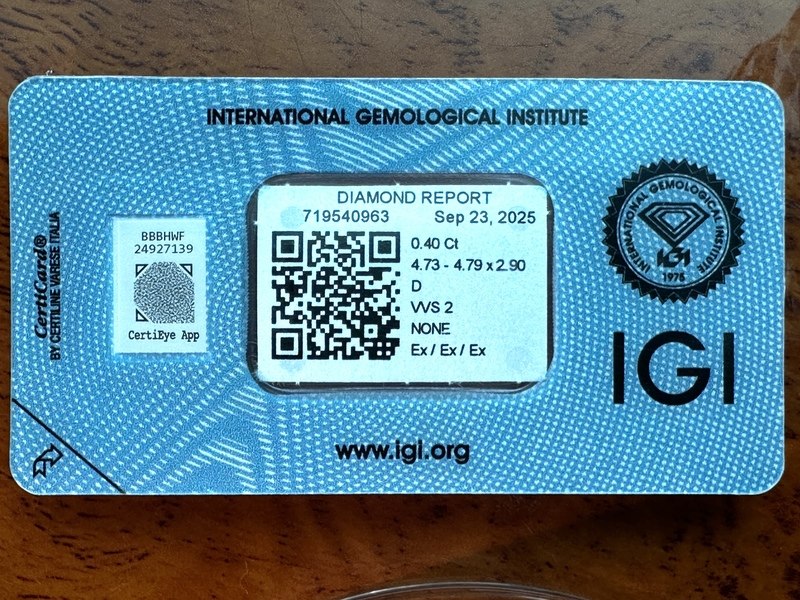 INTERNATIONAL GEMOLOGICAL INSTITUTE
DIAMOND REPORT
719540963 Sep 23, 2025
0.40 Ct
4.73 - 4.79 x 2.90
D
VVS 2
NONE
Ex / Ex / Ex
BBBHWF
24927139
CertiEye App
CertiCard®
BY CERTILINE VARESE ITALIA
INTERNATIONAL GEMOLOGICAL INSTITUTE
IGI
1975
IGI
www.igi.org